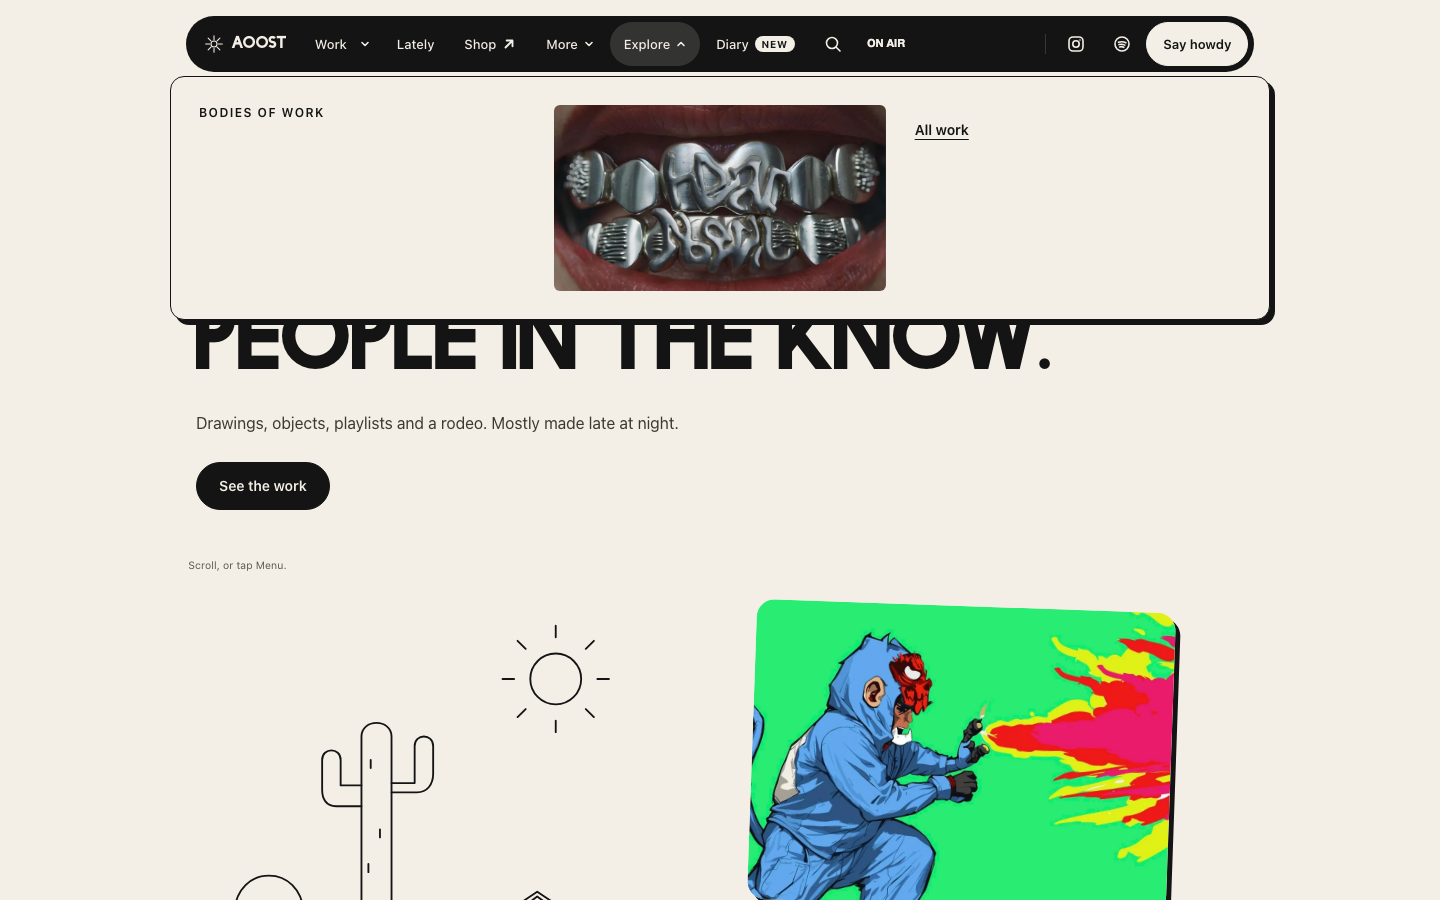 AOOST
Work
Lately
Shop
More
Explore
Diary NEW
ON AIR
Say howdy
BODIES OF WORK
All work
PEOPLE IN THE KNOW.
Drawings, objects, playlists and a rodeo. Mostly made late at night.
See the work
Scroll, or tap Menu.